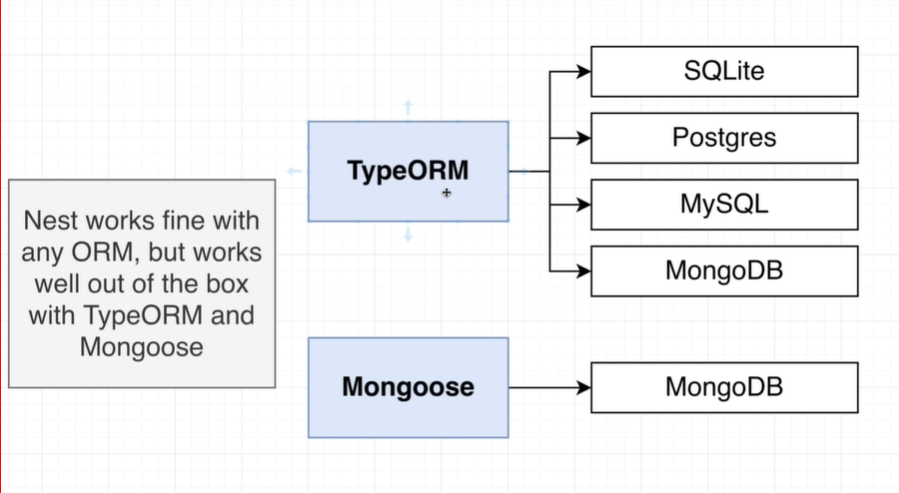 Nest works fine with
any ORM, but works
well out of the box
with TypeORM and
Mongoose
TypeORM
SQLite
Postgres
MySQL
MongoDB
Mongoose
MongoDB